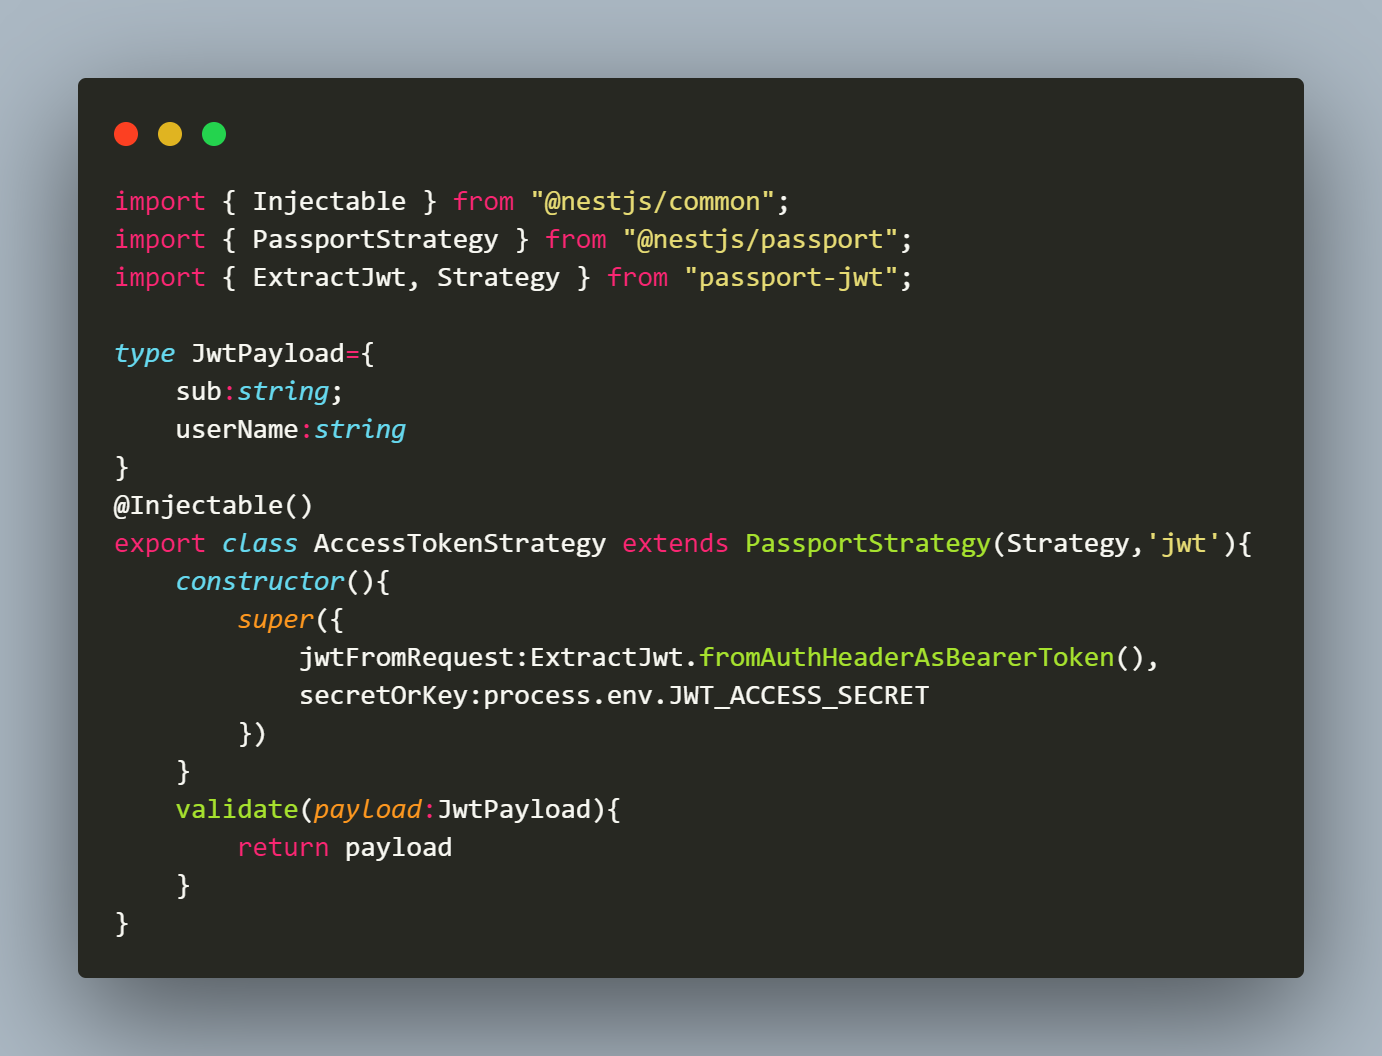 import { Injectable } from "@nestjs/common";
import { PassportStrategy } from "@nestjs/passport";
import { ExtractJwt, Strategy } from "passport-jwt";

type JwtPayload={
    sub:string;
    userName:string
}
@Injectable()
export class AccessTokenStrategy extends PassportStrategy(Strategy,'jwt'){
    constructor(){
        super({
            jwtFromRequest:ExtractJwt.fromAuthHeaderAsBearerToken(),
            secretOrKey:process.env.JWT_ACCESS_SECRET
        })
    }
    validate(payload:JwtPayload){
        return payload
    }
}